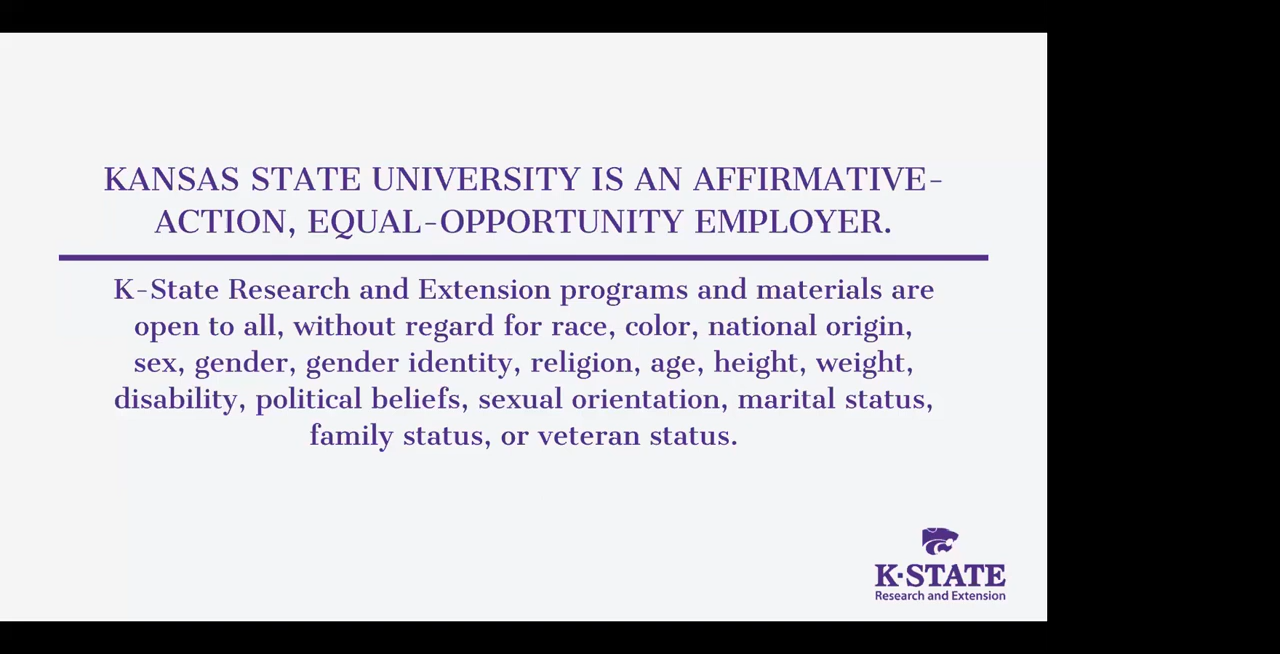 KANSAS STATE UNIVERSITY IS AN AFFIRMATIVE-
ACTION, EQUAL-OPPORTUNITY EMPLOYER.
K-State Research and Extension programs and materials are
open to all, without regard for race, color, national origin,
sex, gender, gender identity, religion, age, height, weight,
disability, political beliefs, sexual orientation, marital status,
family status, or veteran status.
K·STATE
Research and Extension